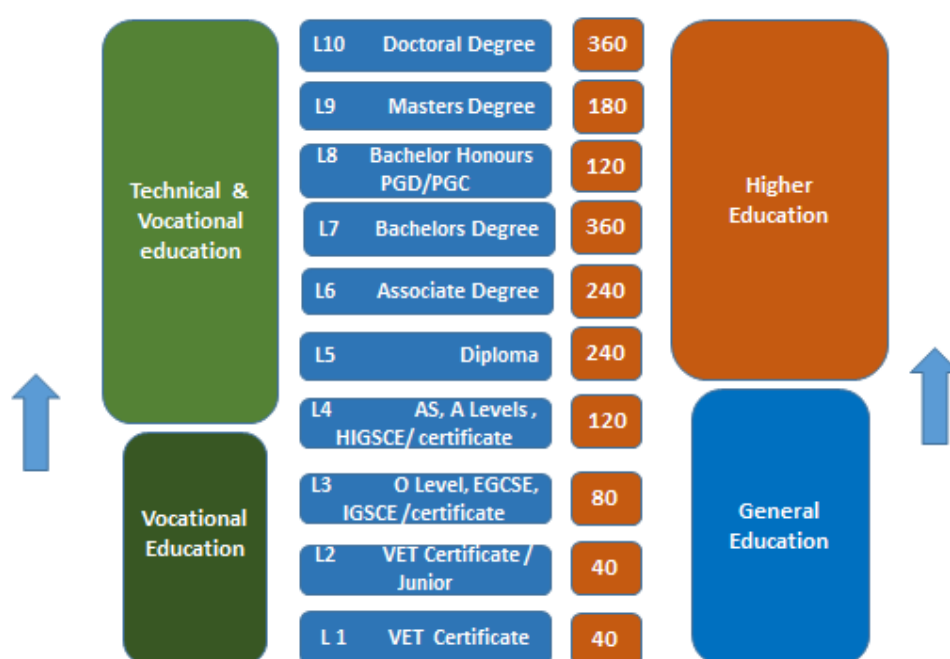 Technical &
Vocational
education
Vocational
Education
L10 Doctoral Degree
360
L9 Masters Degree
180
L8 Bachelor Honours
PGD/PGC
120
L7 Bachelors Degree
360
L6 Associate Degree
240
L5 Diploma
240
L4 AS, A Levels ,
HIGSCE/ certificate
120
L3 O Level, EGCSE,
IGSCE /certificate
80
L2 VET Certificate /
Junior
40
L 1 VET Certificate
40
Higher
Education
General
Education